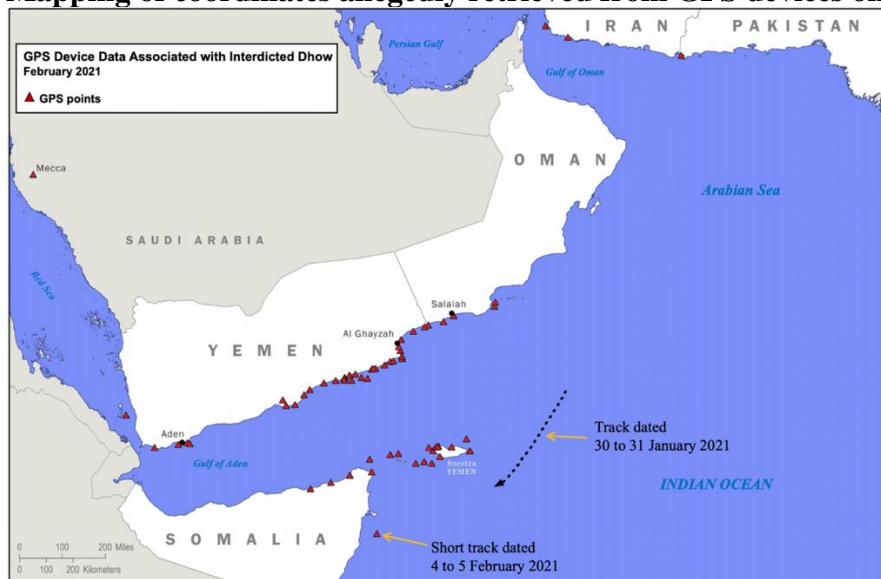 Mapping of coordinates allegedly retrieved from GPS devices on
GPS Device Data Associated with Interdicted Dhow
February 2021
GPS points
Persian Gulf
IRAN
PAKISTAN
Gulf of Oman
Mecca
OMAN
Arabian Sea
SAUDI ARABIA
Red Sea
Salalah
Al Ghayzah
YEMEN
Track dated
30 to 31 January 2021
Aden
Gulf of Aden
Socotra
YEMEN
INDIAN OCEAN
SOMALIA
Short track dated
4 to 5 February 2021
0 100 200 Miles
0 100 200 Kilometers